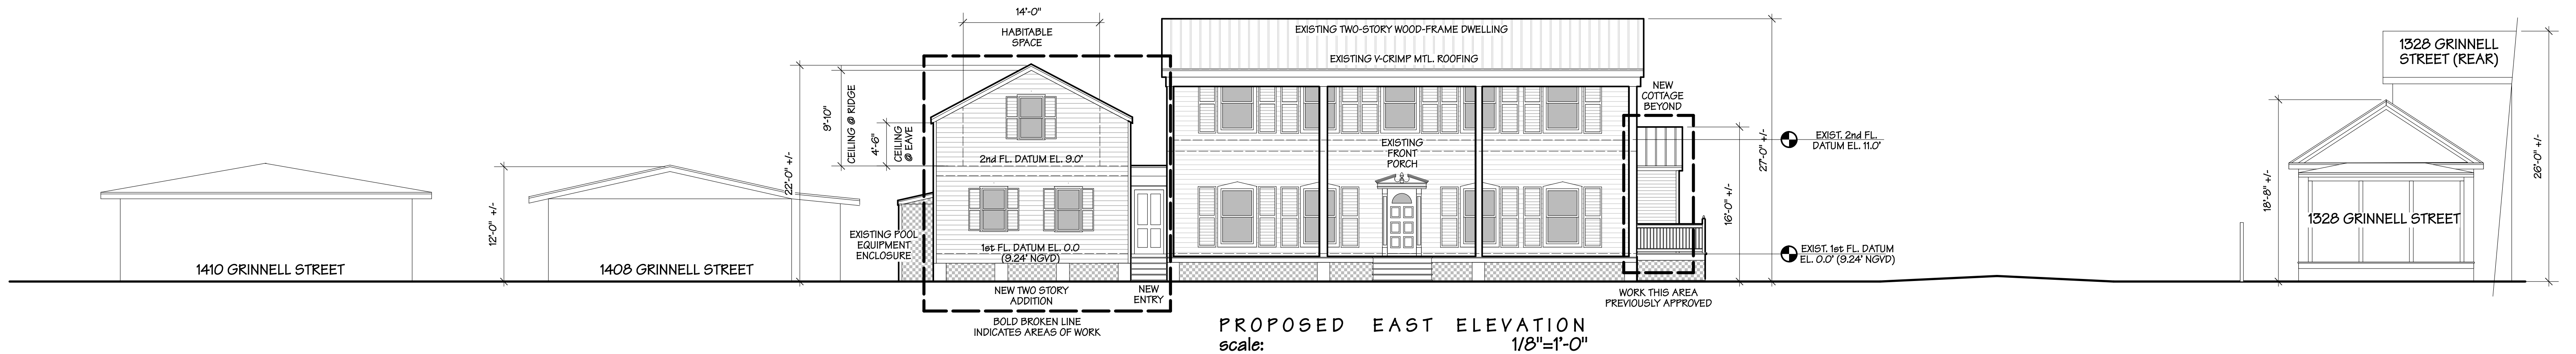 1410 GRINNELL STREET
12'-0" +/-
1408 GRINNELL STREET
22'-0" +/-
9'-10"
CEILING @ RIDGE
4'-6"
CEILING
@ EAVE
14'-0"
HABITABLE
SPACE
2nd FL. DATUM EL. 9.0'
1st FL. DATUM EL. 0.0
(9.24' NGVD)
EXISTING POOL
EQUIPMENT
ENCLOSURE
NEW TWO STORY
ADDITION
NEW
ENTRY
BOLD BROKEN LINE
INDICATES AREAS OF WORK
EXISTING TWO-STORY WOOD-FRAME DWELLING
EXISTING V-CRIMP MTL. ROOFING
EXISTING
FRONT
PORCH
NEW
COTTAGE
BEYOND
16'-0" +/-
27'-0" +/-
EXIST. 2nd FL.
DATUM EL. 11.0'
EXIST. 1st FL. DATUM
EL. 0.0' (9.24' NGVD)
WORK THIS AREA
PREVIOUSLY APPROVED
PROPOSED EAST ELEVATION
scale: 1/8"=1'-0"
18'-8" +/-
1328 GRINNELL STREET
1328 GRINNELL
STREET (REAR)
26'-0" +/-